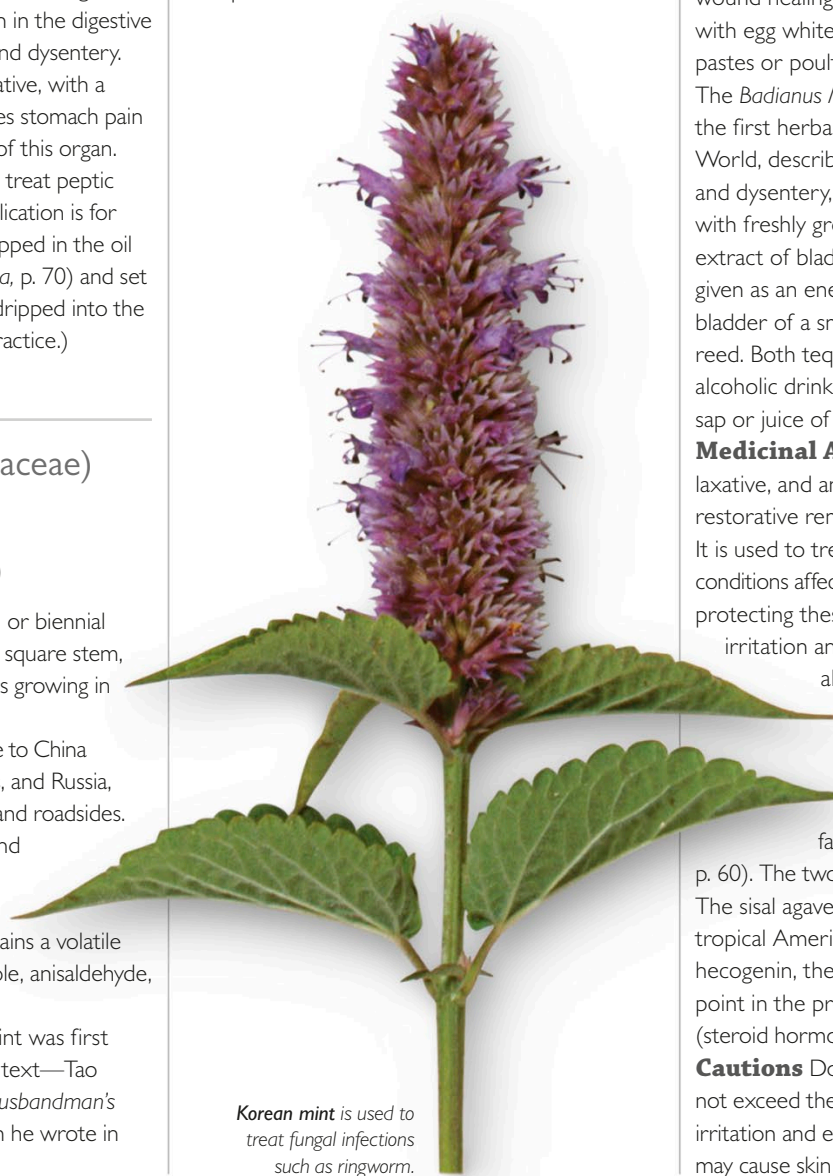 n in the digestive
nd dysentery.
ative, with a
es stomach pain
of this organ.
treat peptic
lication is for
pped in the oil
a, p. 70) and set
dripped into the
ractice.)
aceae)
)
or biennial
square stem,
s growing in
e to China
, and Russia,
and roadsides.
nd
ains a volatile
ole, anisaldehyde,
int was first
text—Tao
usbandman's
n he wrote in
Korean mint is used to
treat fungal infections
such as ringworm.
wound healing
with egg white
pastes or poult
The Badianus
the first herba
World, describ
and dysentery,
with freshly gr
extract of blad
given as an ene
bladder of a sm
reed. Both teq
alcoholic drink
sap or juice of
Medicinal A
laxative, and an
restorative rem
It is used to tre
conditions affec
protecting thes
irritation an
al
fa
p. 60). The two
The sisal agave
tropical Ameri
hecogenin, the
point in the pr
(steroid hormo
Cautions Do
not exceed the
irritation and e
may cause skin